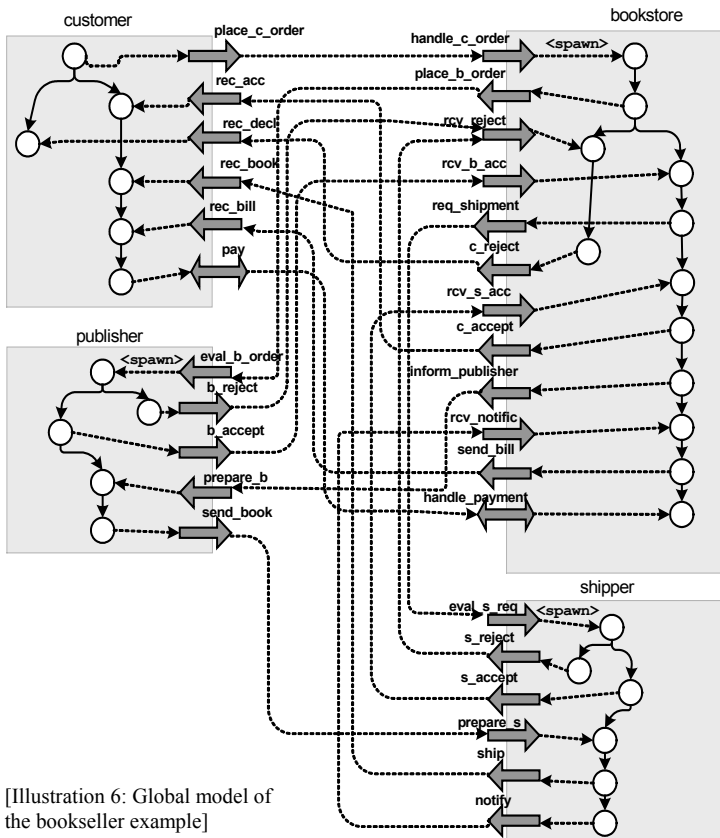 customer
bookstore
place_c_order
handle_c_order
<spawn>
rec_acc
place_b_order
rec_decl
rcv_reject
rec_book
rcv_b_acc
rec_bill
req_shipment
pay
c_reject
rcv_s_acc
c_accept
publisher
<spawn>
eval_b_order
inform_publisher
b_reject
rcv_notific
b_accept
send_bill
prepare_b
handle_payment
send_book
shipper
eval_s_req
<spawn>
s_reject
s_accept
prepare_s
ship
notify
[Illustration 6: Global model of
the bookseller example]